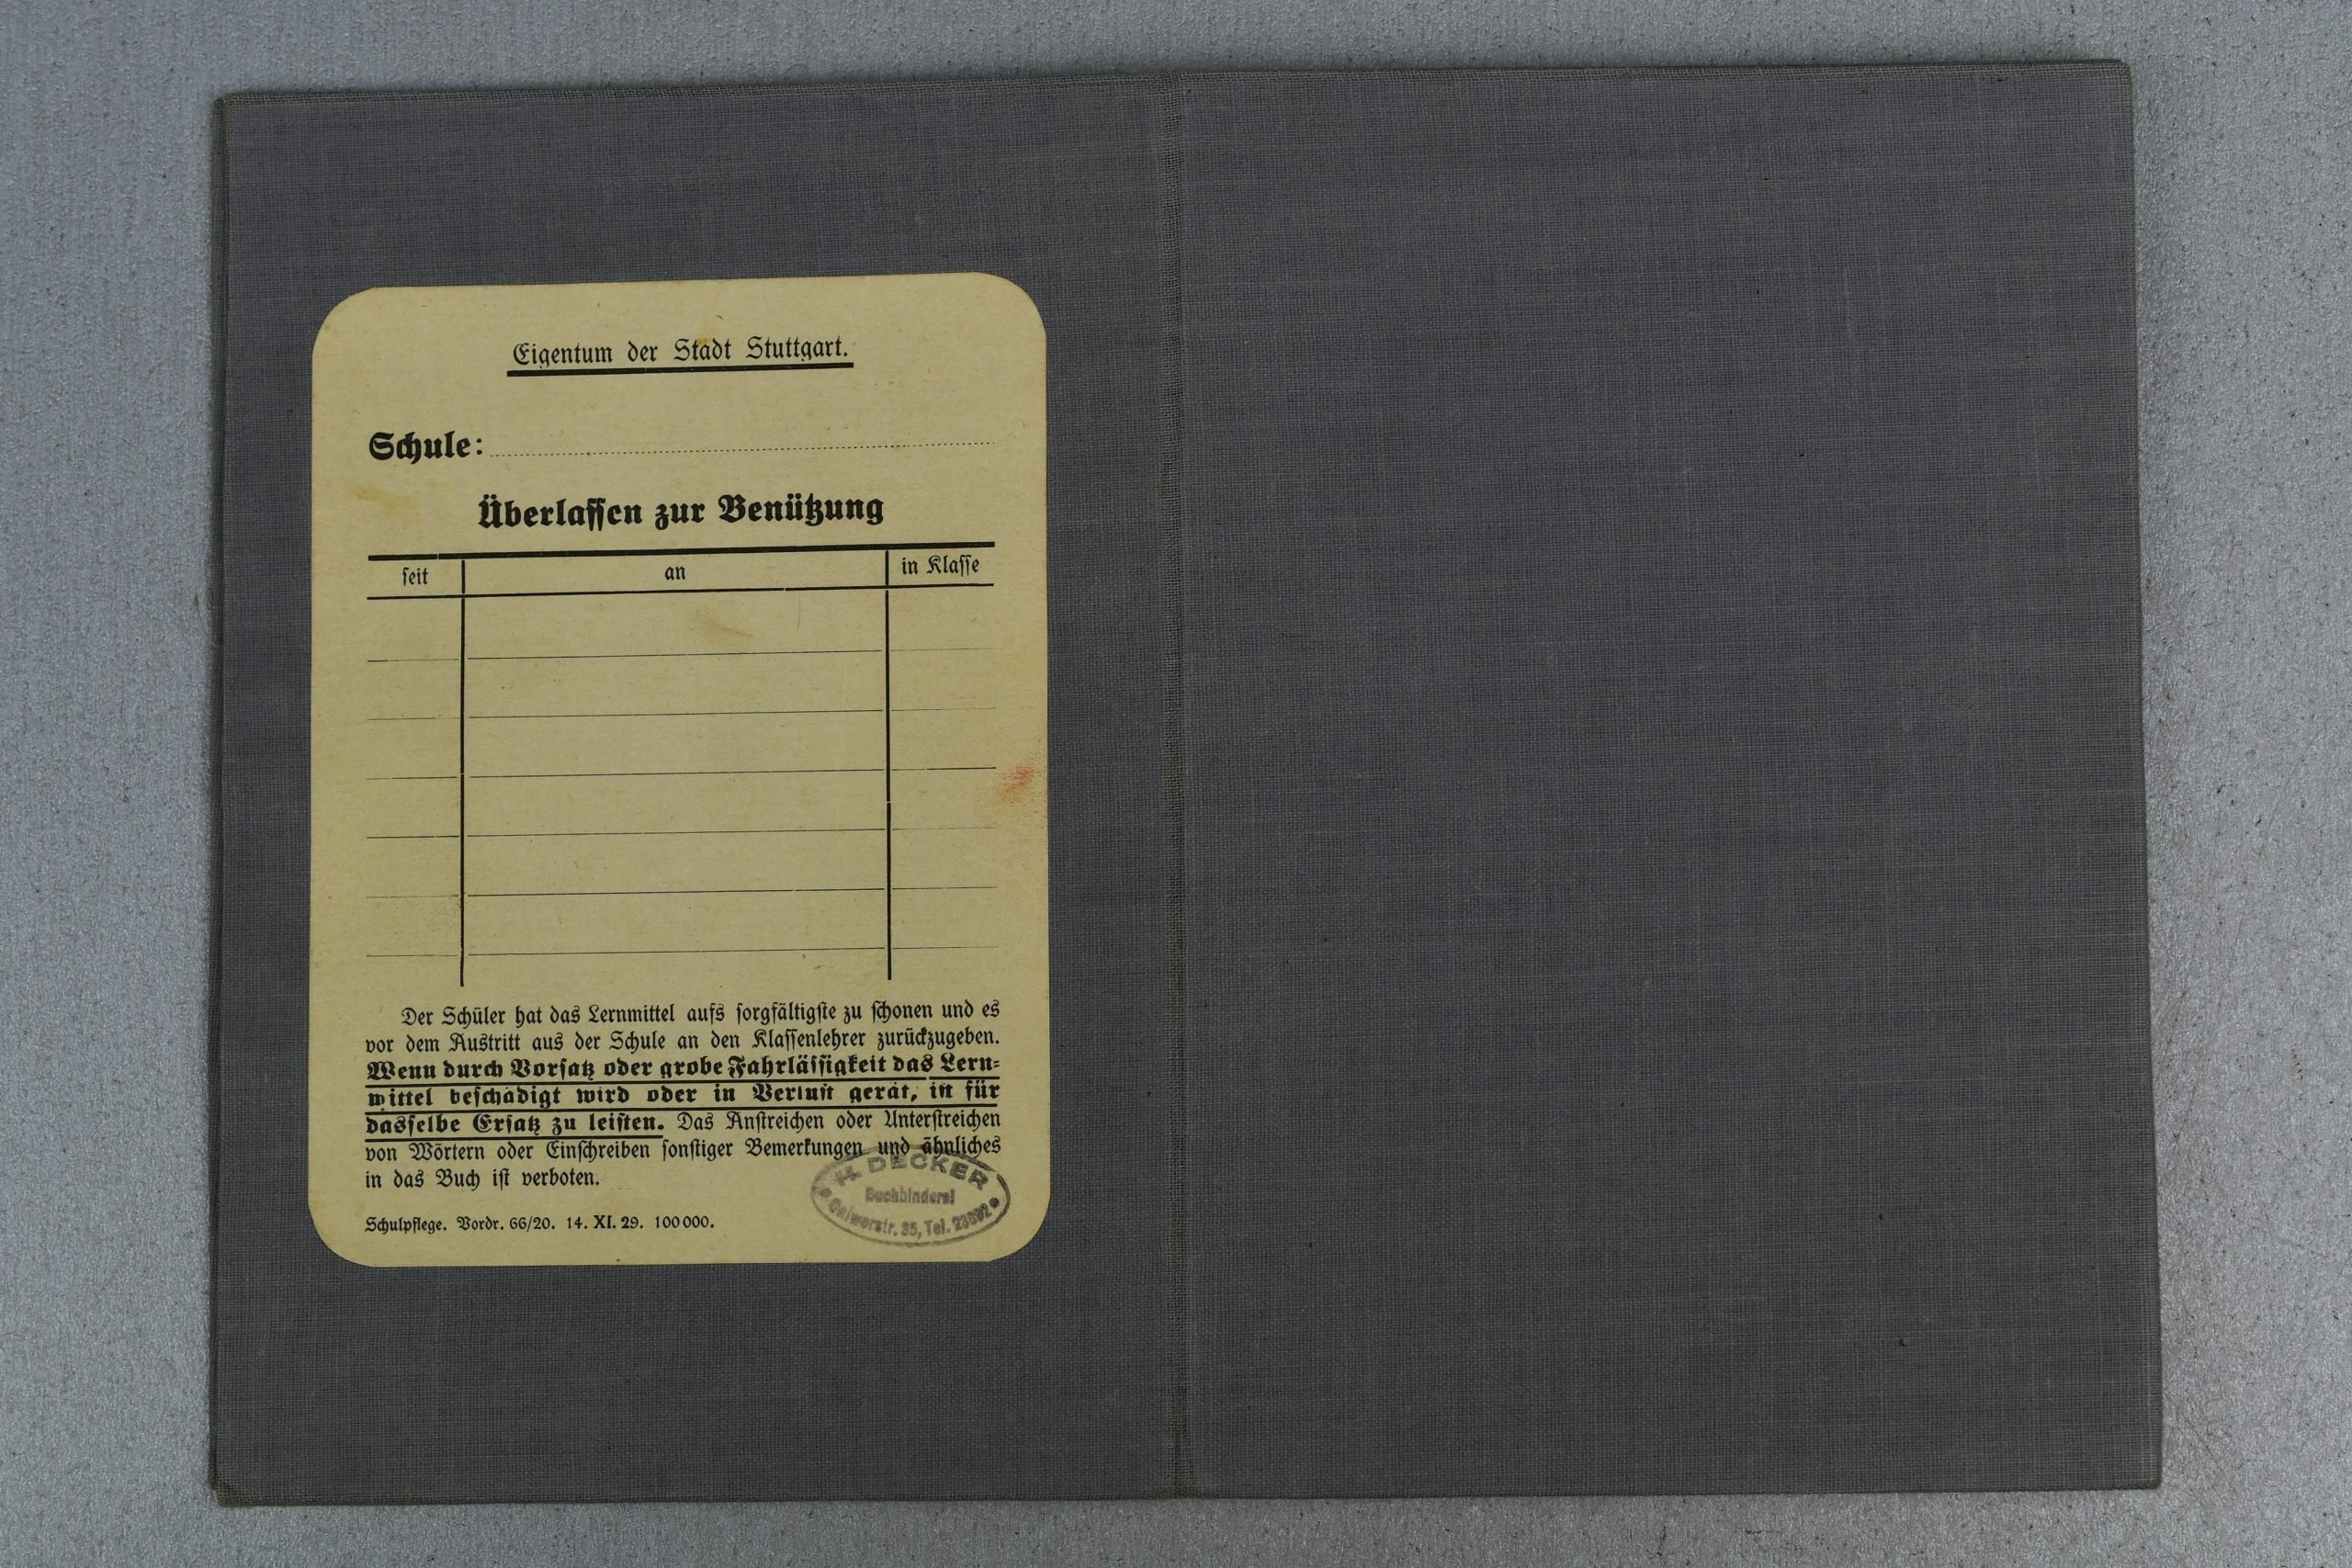 Eigentum der Stadt Stuttgart.
Schule:
Überlassen zur Benützung
seit an in Klasse
Der Schüler hat das Lernmittel aufs sorgfältigste zu schonen und es
vor dem Austritt aus der Schule an den Klassenlehrer zurückzugeben.
Wenn durch Vorsatz oder grobe Fahrlässigkeit das Lern-
mittel beschädigt wird oder in Verlust gerät, ist für
dasselbe Ersatz zu leisten. Das Anstreichen oder Unterstreichen
von Wörtern oder Einschreiben sonstiger Bemerkungen und ähnliches
in das Buch ist verboten.
Schulpflege. Vordr. 66/20. 14. XI. 29. 100000.
H. DECKER
Buchbinderei
Calwerstr. 35, Tel.